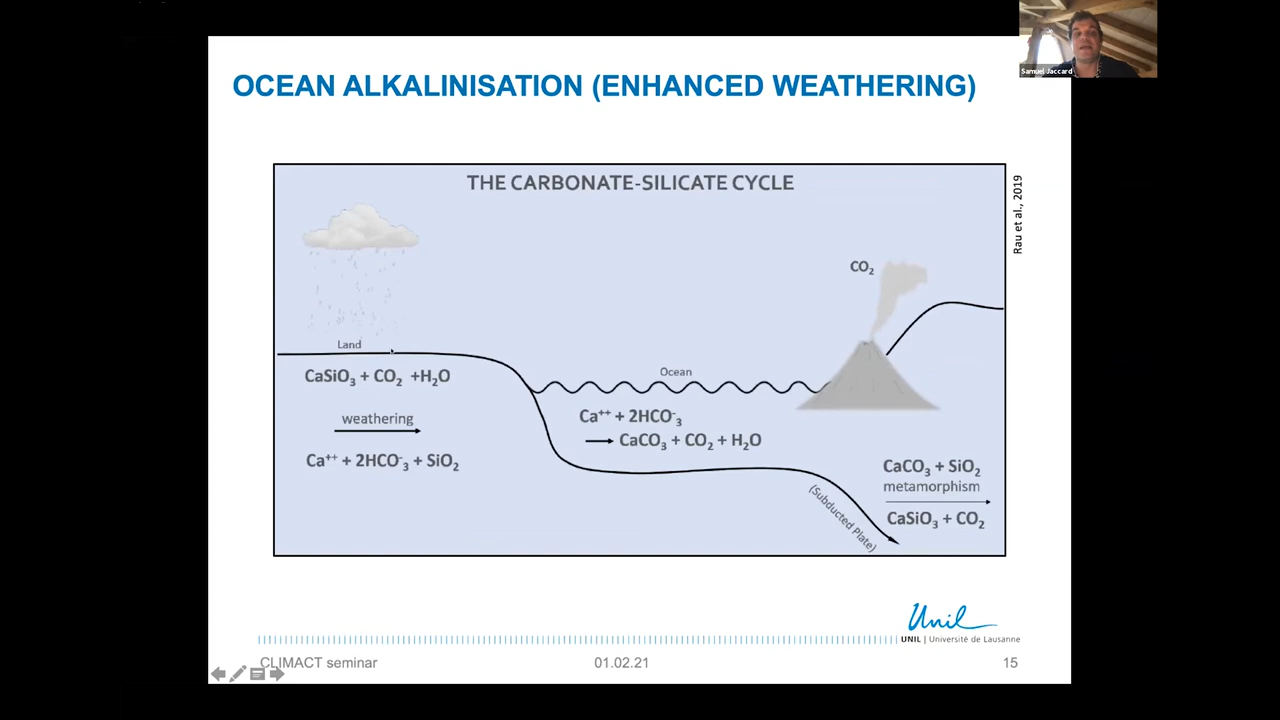 Samuel Jaccard
OCEAN ALKALINISATION (ENHANCED WEATHERING)
THE CARBONATE-SILICATE CYCLE
Rau et al., 2019
CO₂
Land
CaSiO₃ + CO₂ +H₂O
weathering
Ca⁺⁺ + 2HCO⁻₃ + SiO₂
Ocean
Ca⁺⁺ + 2HCO⁻₃
CaCO₃ + CO₂ + H₂O
(Subducted Plate)
CaCO₃ + SiO₂
metamorphism
CaSiO₃ + CO₂
Unil
UNIL | Université de Lausanne
CLIMACT seminar
01.02.21
15